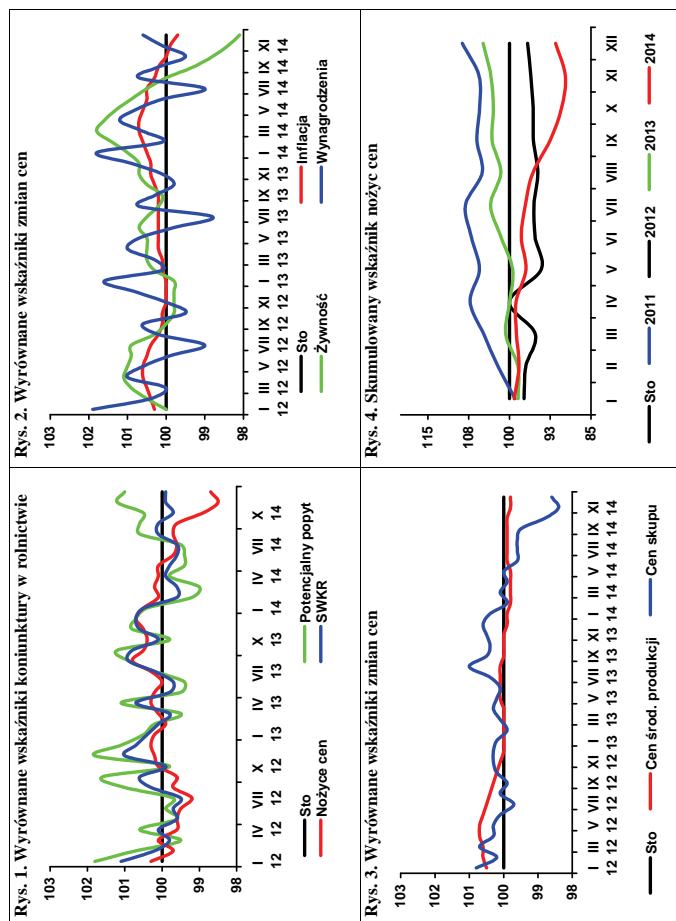 Rys. 1. Wyrównane wskaźniki koniunktury w rolnictwie
103
102
101
100
99
98
I IV VII X I IV VII X I IV VII X
12 12 12 12 13 13 13 13 14 14 14 14
Sto Potencjalny popyt
Nożyce cen SWKR
Rys. 2. Wyrównane wskaźniki zmian cen
103
102
101
100
99
98
I III V VII IX XI I III V VII IX XI I III V VII IX XI
12 12 12 12 12 12 13 13 13 13 13 13 14 14 14 14 14 14
Sto Inflacja
Żywność Wynagrodzenia
Rys. 3. Wyrównane wskaźniki zmian cen
103
102
101
100
99
98
I III V VII IX XI I III V VII IX XI I III V VII IX XI
12 12 12 12 12 12 13 13 13 13 13 13 14 14 14 14 14 14
Sto Cen środ. produkcji Cen skupu
Rys. 4. Skumulowany wskaźnik nożyc cen
115
108
100
93
85
I II III IV V VI VII VIII IX X XI XII
Sto 2011 2012 2013 2014